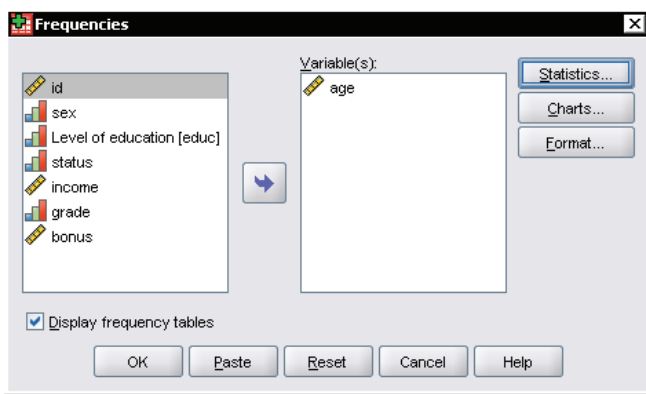 Frequencies
id
sex
Level of education [educ]
status
income
grade
bonus
Variable(s):
age
Statistics...
Charts...
Format...
Display frequency tables
OK
Paste
Reset
Cancel
Help